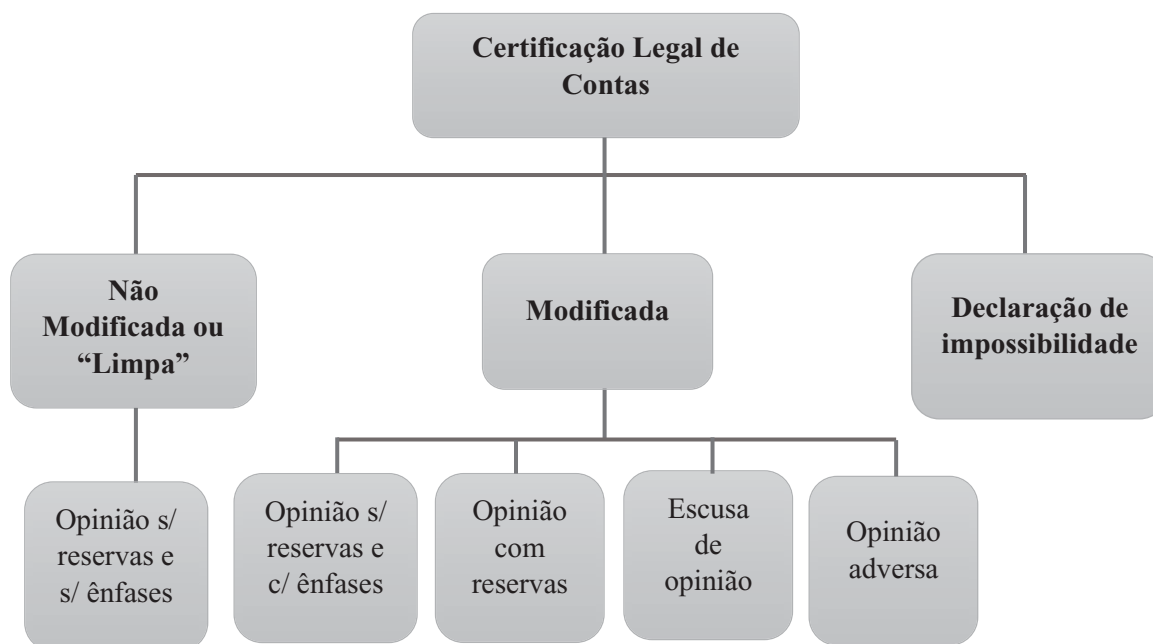 Certificação Legal de
Contas
Não
Modificada ou
“Limpa”
Modificada
Declaração de
impossibilidade
Opinião s/
reservas e
s/ ênfases
Opinião s/
reservas e
c/ ênfases
Opinião
com
reservas
Escusa
de
opinião
Opinião
adversa